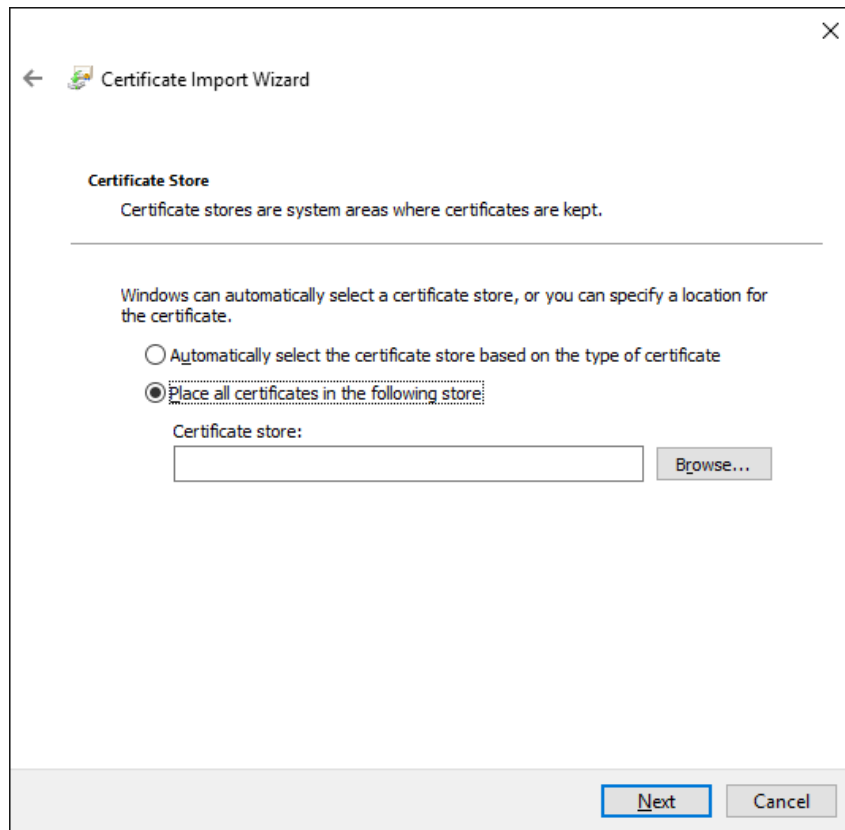 Certificate Import Wizard
Certificate Store
Certificate stores are system areas where certificates are kept.
Windows can automatically select a certificate store, or you can specify a location for
the certificate.
Automatically select the certificate store based on the type of certificate
Place all certificates in the following store
Certificate store:
Browse...
Next
Cancel